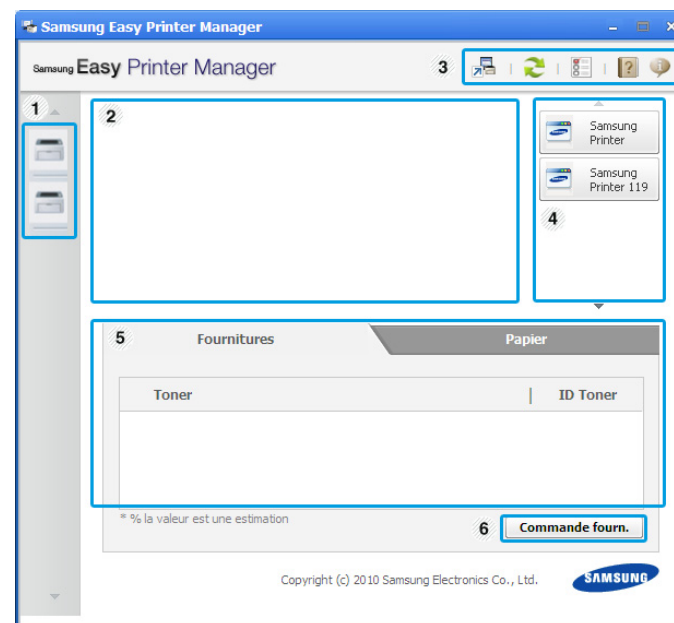 Samsung Easy Printer Manager
Samsung Easy Printer Manager
3
1
2
Samsung
Printer
Samsung
Printer 119
4
5 Fournitures Papier
Toner | ID Toner
* % la valeur est une estimation
6 Commande fourn.
Copyright (c) 2010 Samsung Electronics Co., Ltd. SAMSUNG